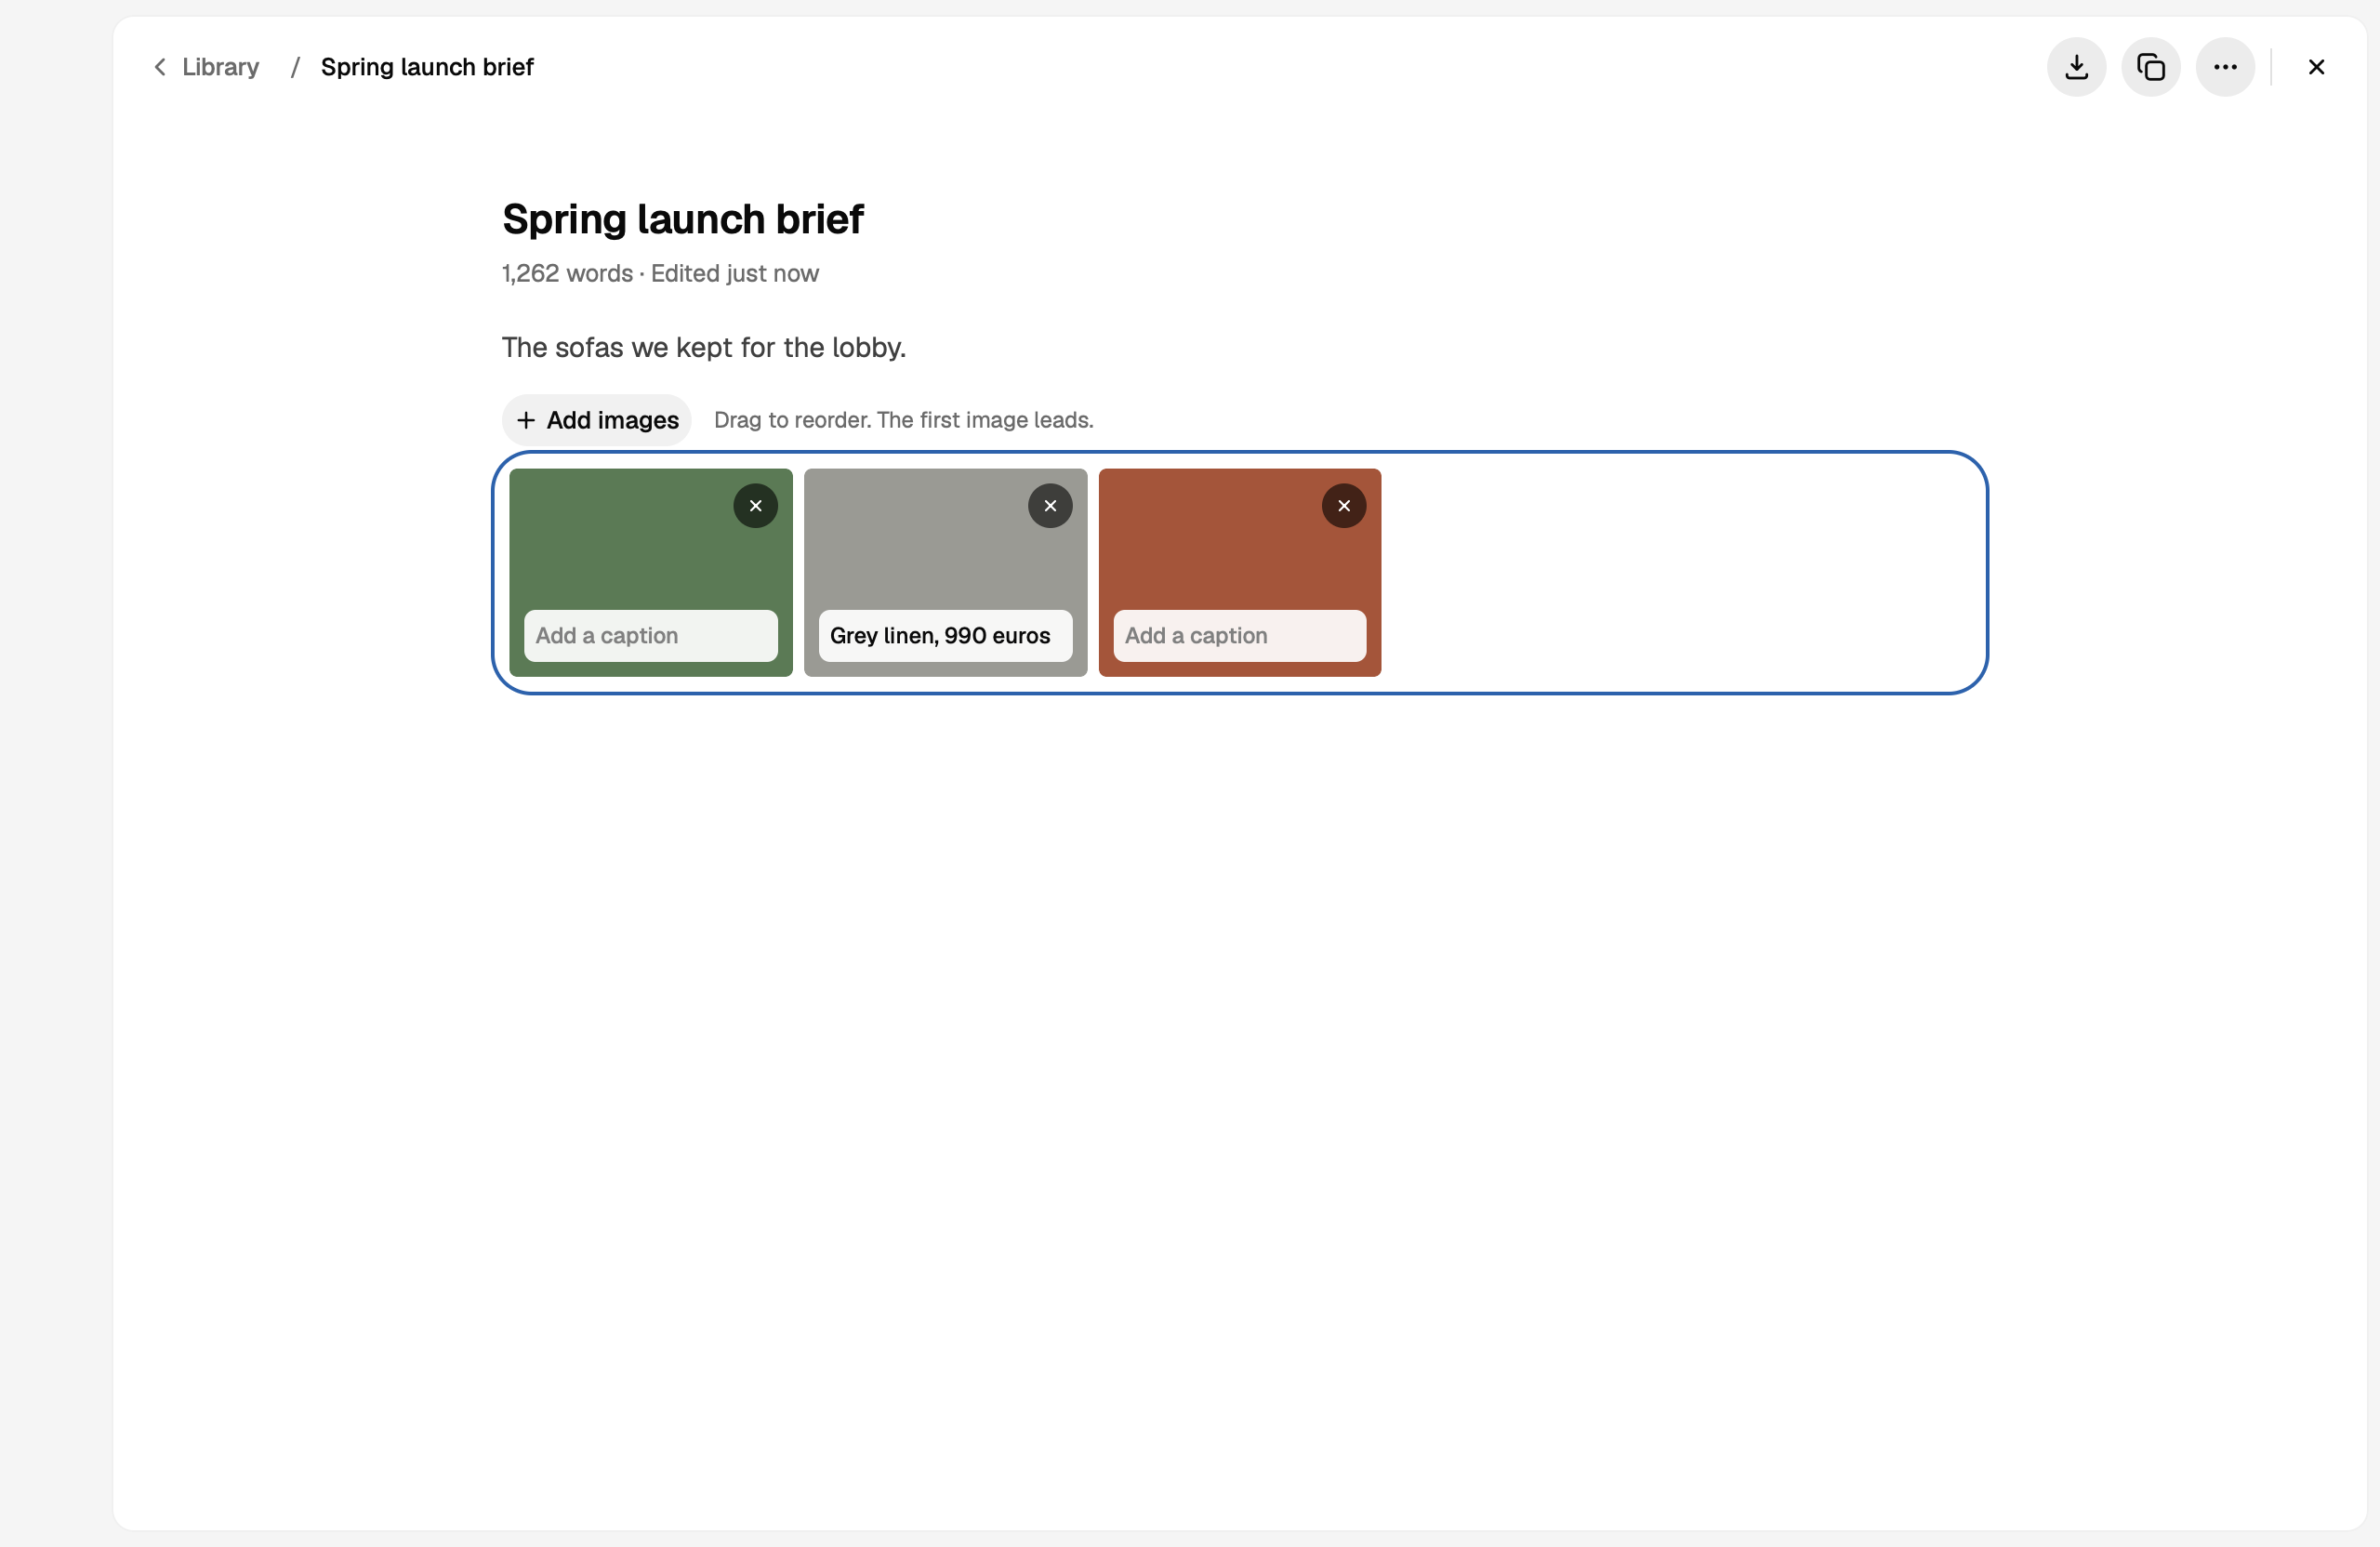 Library / Spring launch brief
Spring launch brief
1,262 words · Edited just now
The sofas we kept for the lobby.
Add images
Drag to reorder. The first image leads.
Add a caption
Grey linen, 990 euros
Add a caption